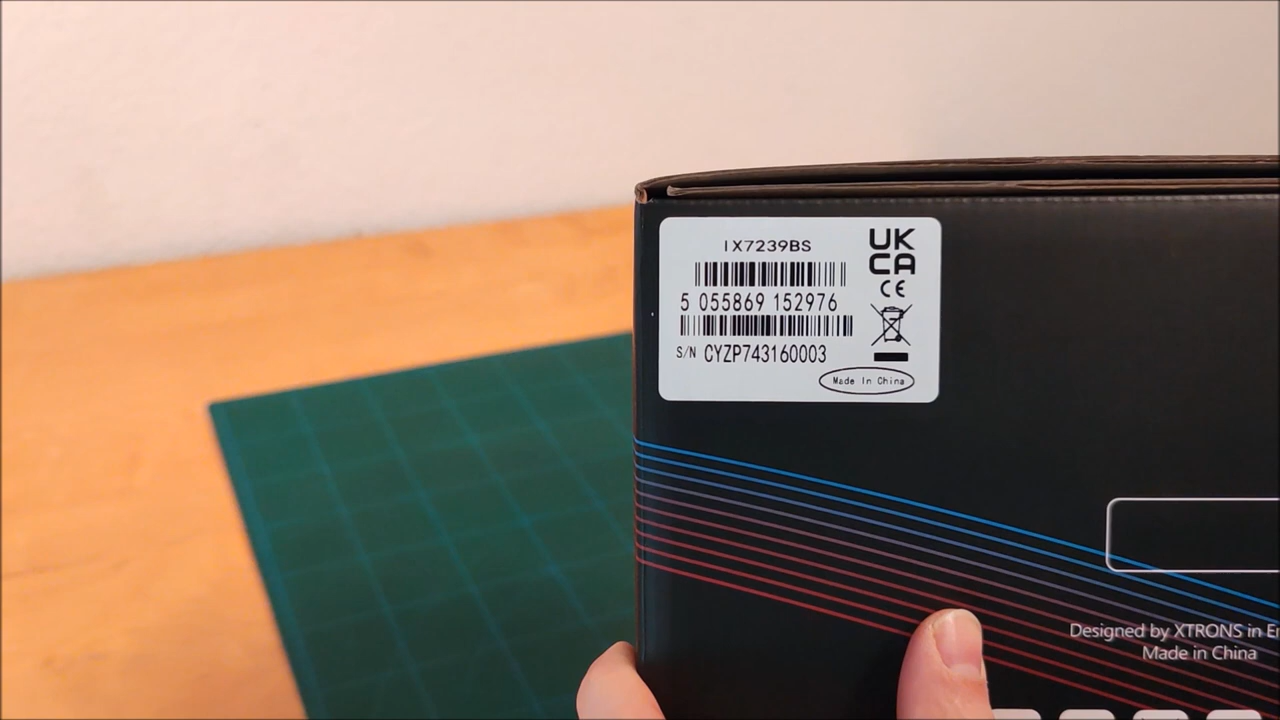 IX7239BS
UK
CA
CE
5 055869 152976
S/N CYZP743160003
Made In China
Designed by XTRONS in
Made in China